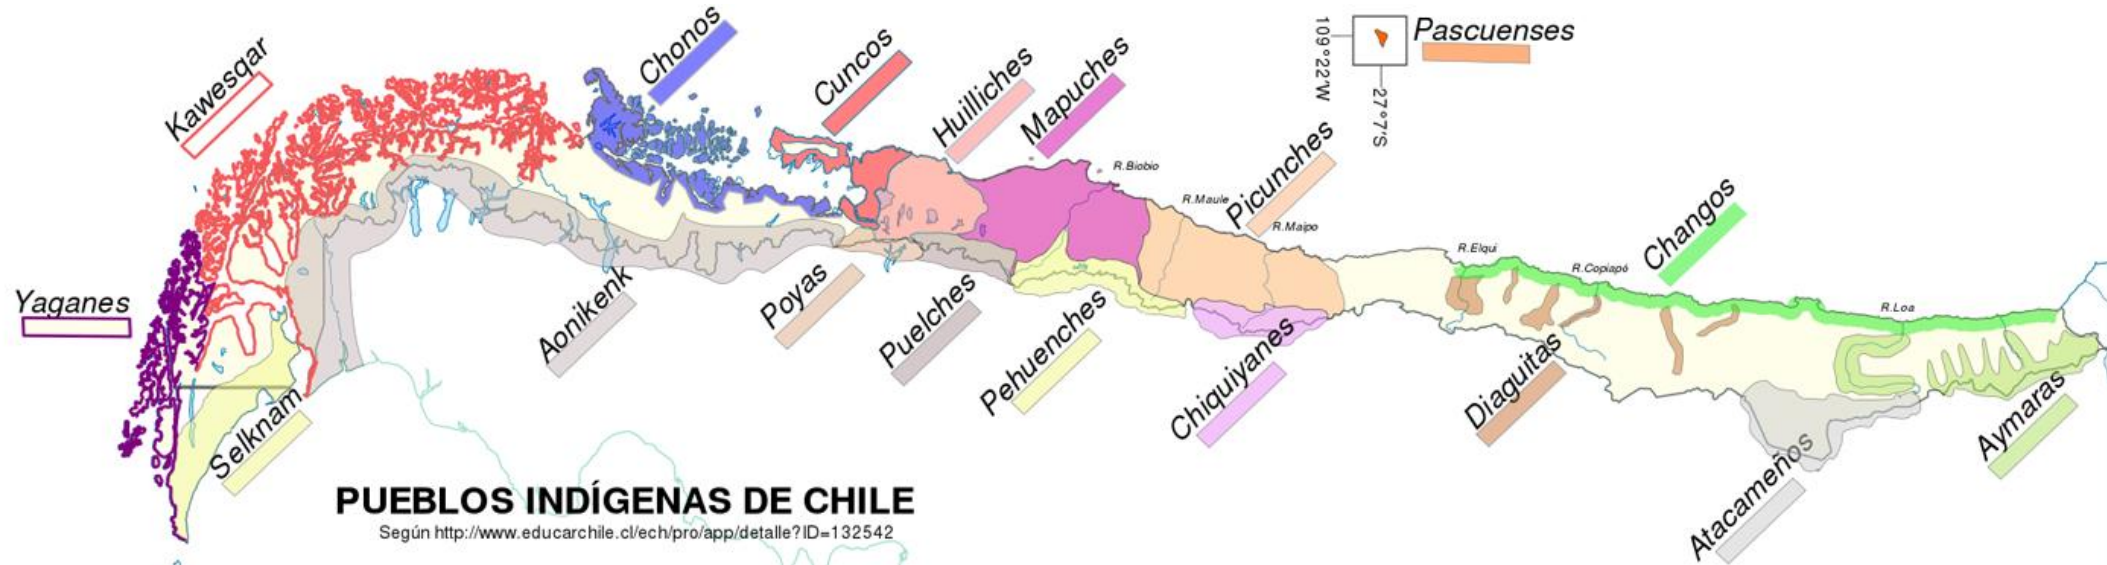 Pascuenses
109°22'W
27°7'S
Kawesqar
Chonos
Cuncos
Huilliches
Mapuches
R.Biobio
R.Maule
Picunches
R.Maipo
R.Elqui
R.Copiapó
Changos
R.Loa
Yaganes
Selknam
Aonikenk
Poyas
Puelches
Pehuenches
Chiquiyanes
Diaguitas
Atacameños
Aymaras
PUEBLOS INDÍGENAS DE CHILE
Según http://www.educarchile.cl/ech/pro/app/detalle?ID=132542